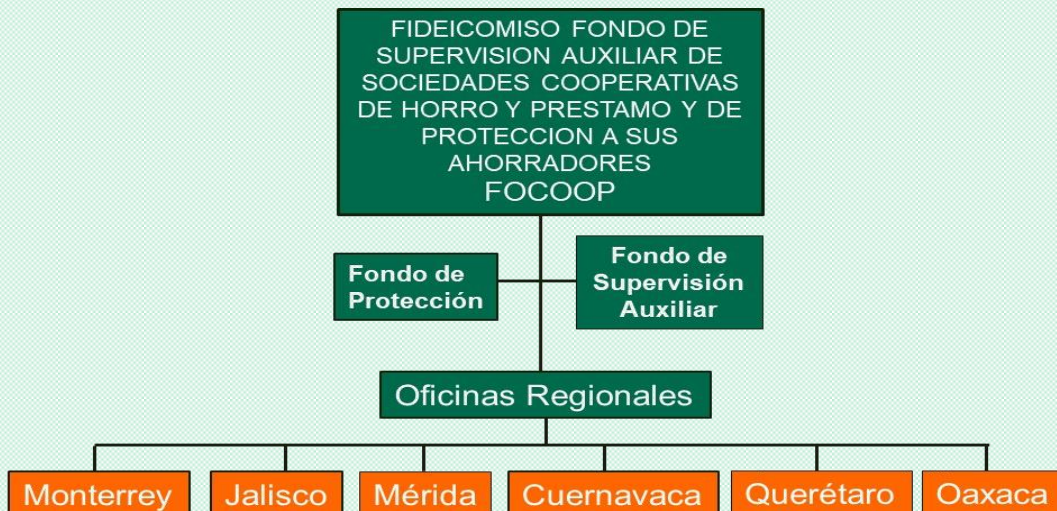 FIDEICOMISO FONDO DE
SUPERVISION AUXILIAR DE
SOCIEDADES COOPERATIVAS
DE HORRO Y PRESTAMO Y DE
PROTECCION A SUS
AHORRADORES
FOCOOP
Fondo de
Protección
Fondo de
Supervisión
Auxiliar
Oficinas Regionales
Monterrey
Jalisco
Mérida
Cuernavaca
Querétaro
Oaxaca